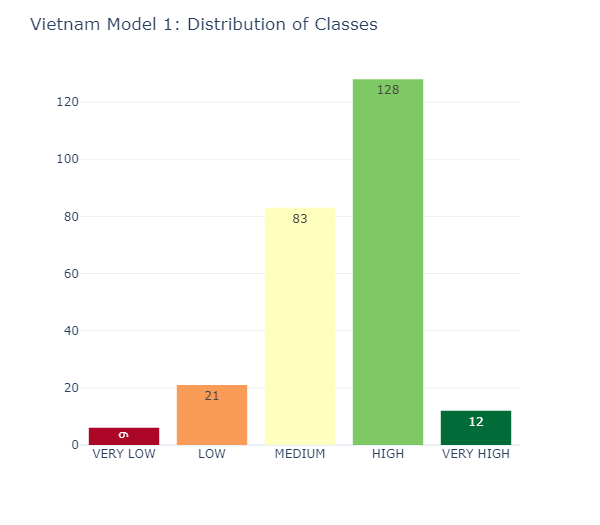 Vietnam Model 1: Distribution of Classes
120
100
80
60
40
20
0
6
21
83
128
12
VERY LOW
LOW
MEDIUM
HIGH
VERY HIGH